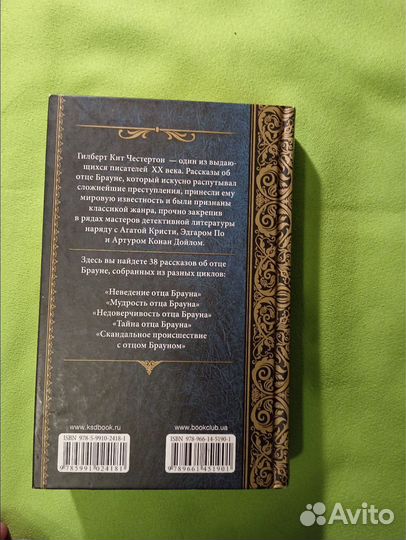 Гилберт Кит Честертон — один из выдаю-
щихся писателей XX века. Рассказы об
отце Брауне, который искусно распутывал
сложнейшие преступления, принесли ему
мировую известность и были признаны
классикой жанра, прочно закрепив
в рядах мастеров детективной литературы
наряду с Агатой Кристи, Эдгаром По
и Артуром Конан Дойлом.
Здесь вы найдете 38 рассказов об отце
Брауне, собранных из разных циклов:
«Неведение отца Брауна»
«Мудрость отца Брауна»
«Недоверчивость отца Брауна»
«Тайна отца Брауна»
«Скандальное происшествие
с отцом Брауном»
www.ksdbook.ru
ISBN 978-5-9910-2418-1
9785991024181
www.bookclub.ua
ISBN 978-966-14-5190-1
9789661451901
Avito